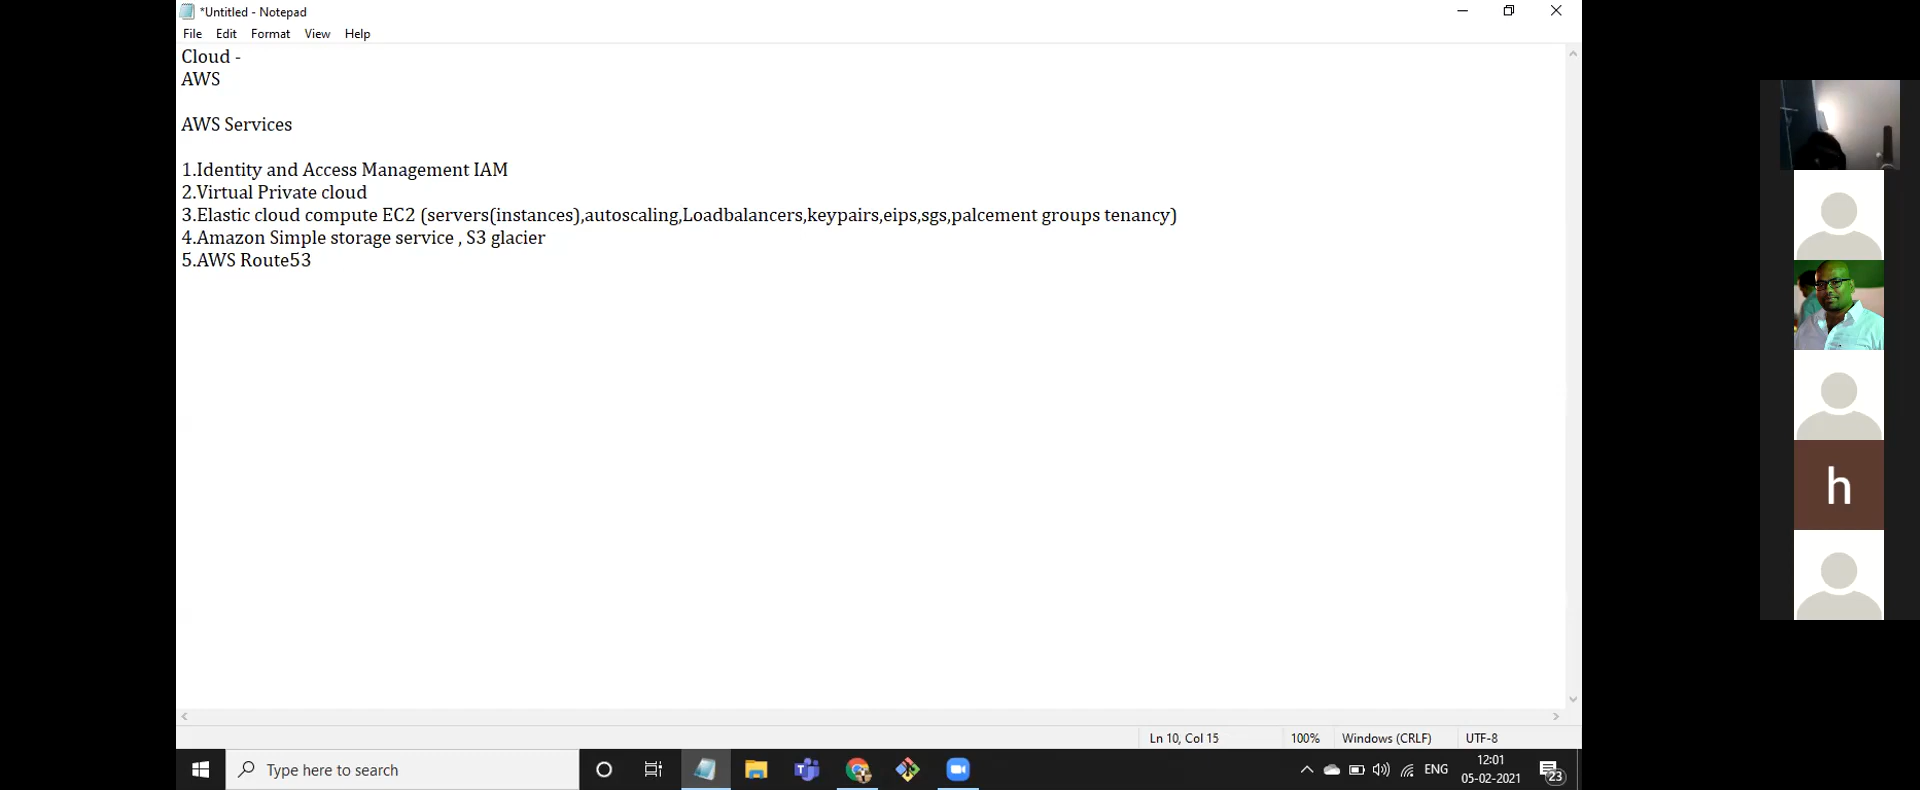 *Untitled - Notepad
File Edit Format View Help
Cloud -
AWS
AWS Services
1.Identity and Access Management IAM
2.Virtual Private cloud
3.Elastic cloud compute EC2 (servers(instances),autoscaling,Loadbalancers,keypairs,eips,sgs,palcement groups tenancy)
4.Amazon Simple storage service , S3 glacier
5.AWS Route53
h
Ln 10, Col 15 100% Windows (CRLF) UTF-8
Type here to search
ENG
12:01
05-02-2021
23